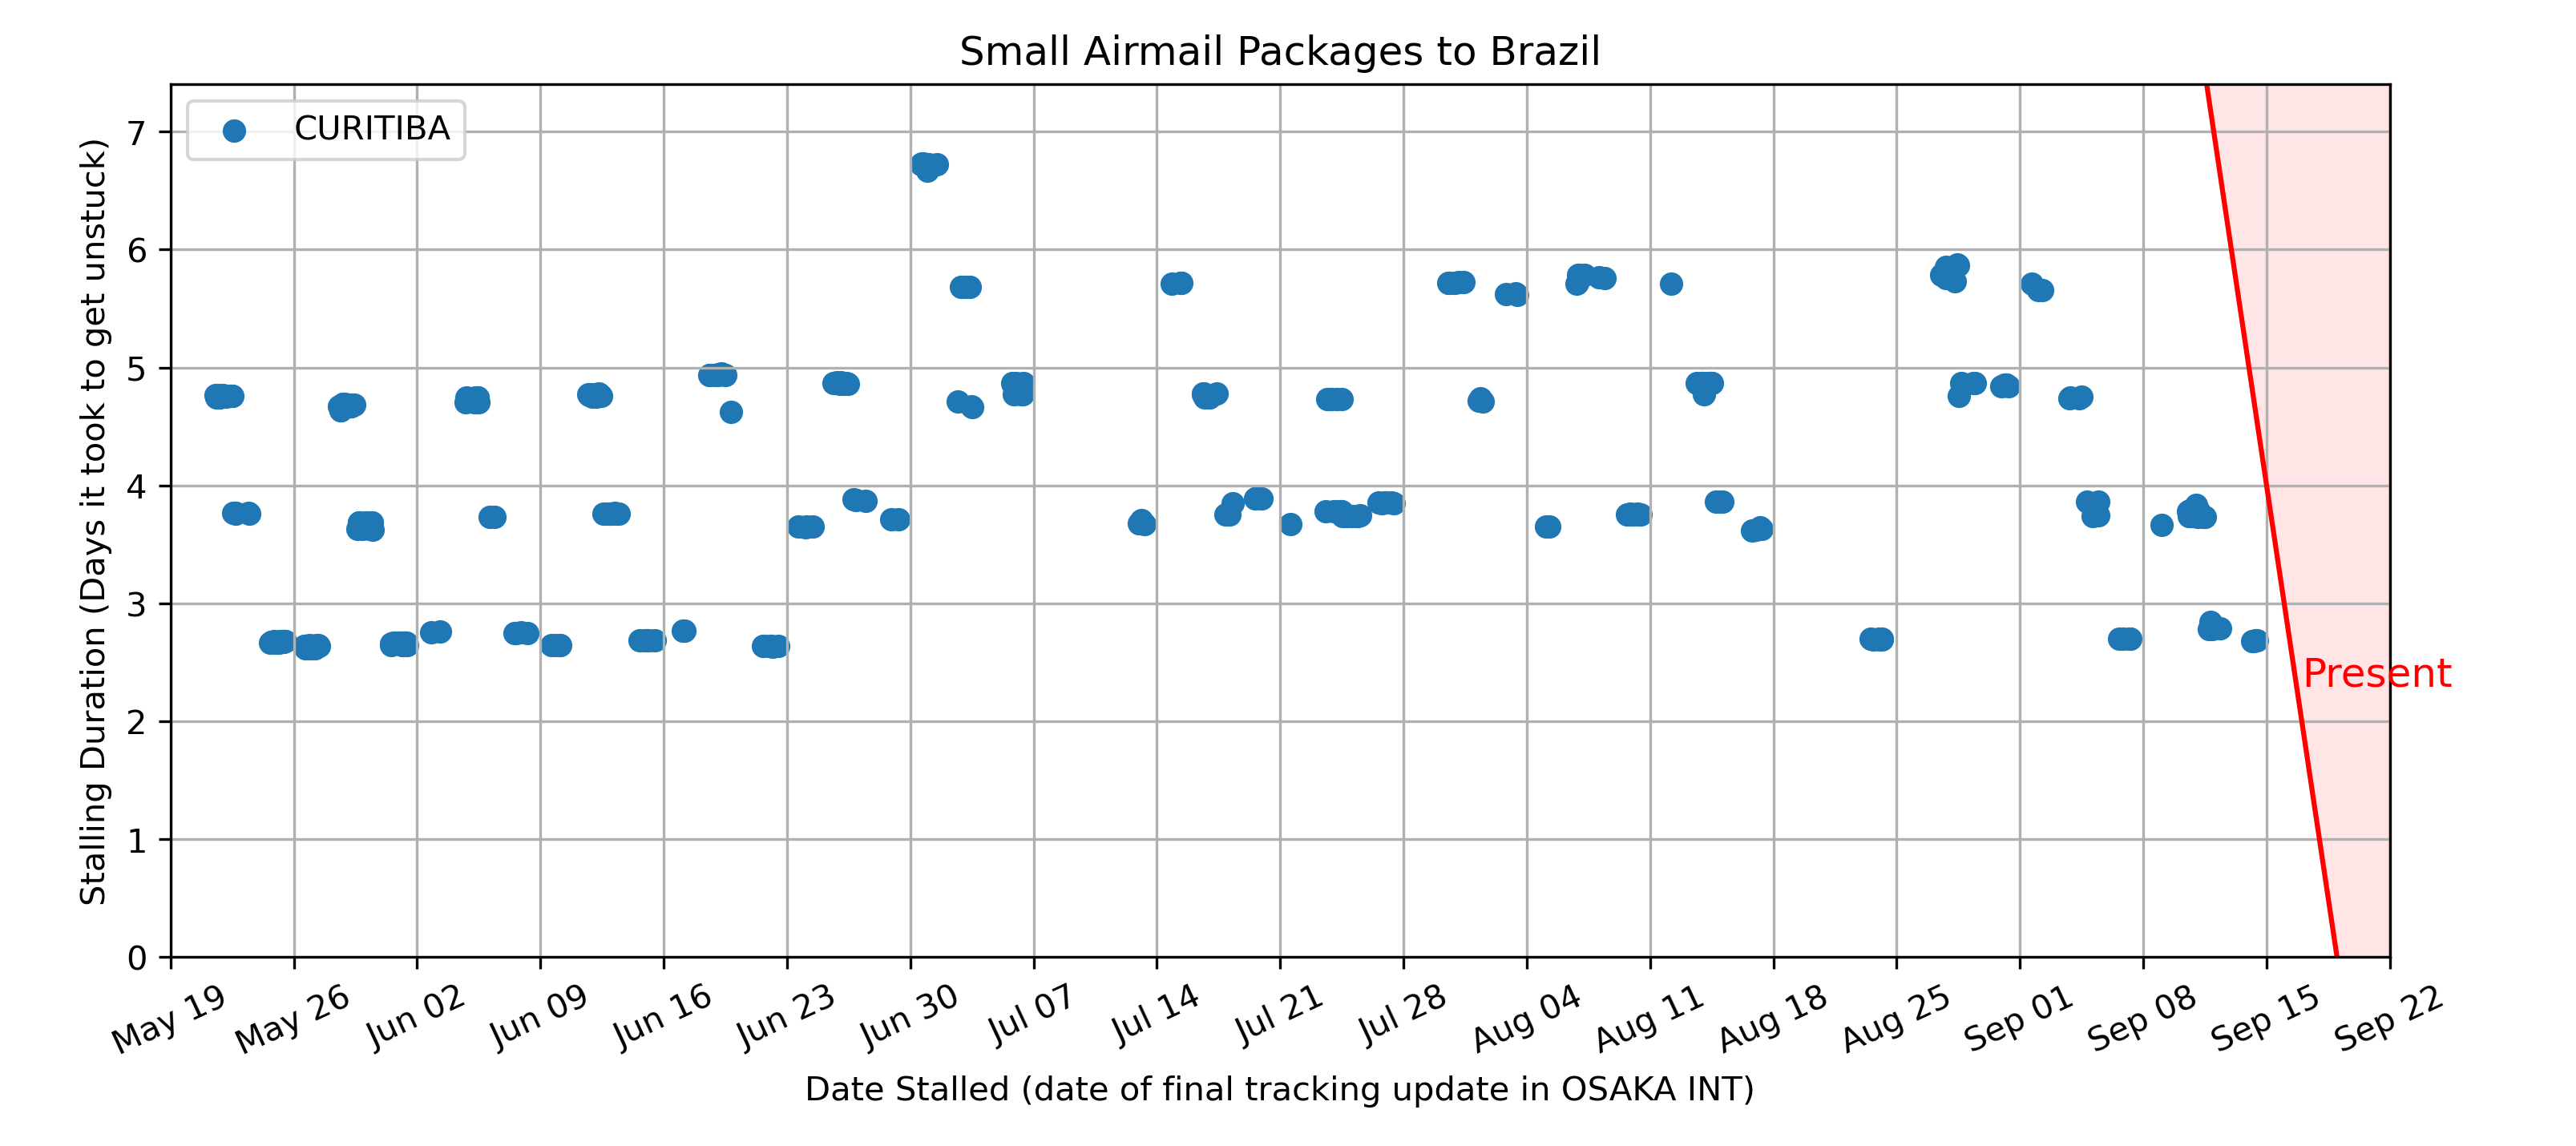 Small Airmail Packages to Brazil
CURITIBA
Stalling Duration (Days it took to get unstuck)
7
6
5
4
3
2
1
0
Present
May 19
May 26
Jun 02
Jun 09
Jun 16
Jun 23
Jun 30
Jul 07
Jul 14
Jul 21
Jul 28
Aug 04
Aug 11
Aug 18
Aug 25
Sep 01
Sep 08
Sep 15
Sep 22
Date Stalled (date of final tracking update in OSAKA INT)